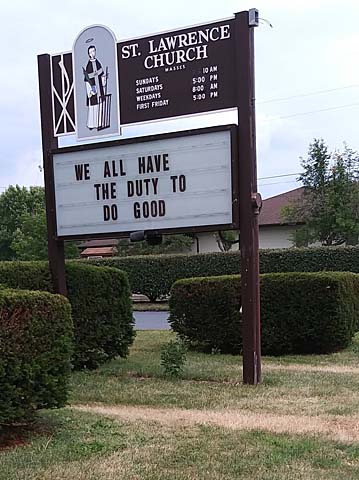 ST. LAWRENCE
CHURCH
MASSES
SUNDAYS 10 AM
SATURDAYS 5:00 PM
WEEKDAYS 8:00 AM
FIRST FRIDAY 5:00 PM
WE ALL HAVE
THE DUTY TO
DO GOOD